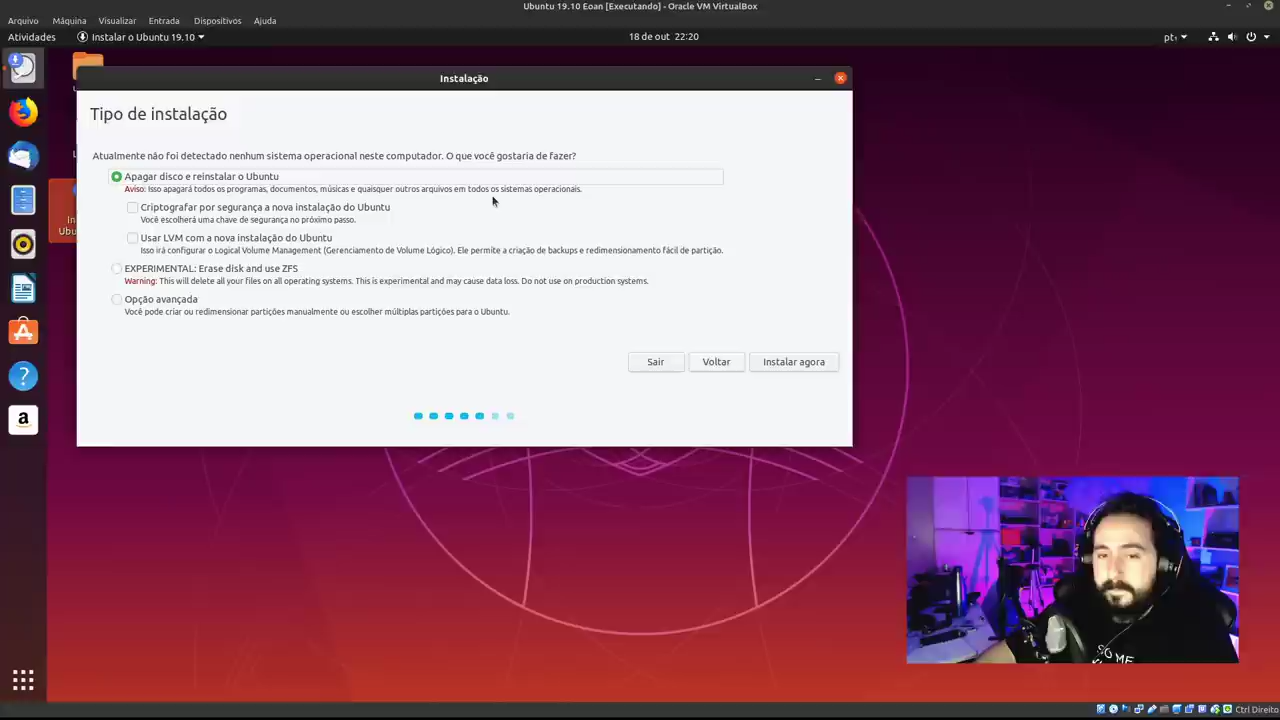 Ubuntu 19.10 Eoan [Executando] - Oracle VM VirtualBox
Arquivo Máquina Visualizar Entrada Dispositivos Ajuda
Atividades Instalar o Ubuntu 19.10 18 de out 22:20
Instalação
Tipo de instalação
Atualmente não foi detectado nenhum sistema operacional neste computador. O que você gostaria de fazer?
Apagar disco e reinstalar o Ubuntu
Aviso: Isso apagará todos os programas, documentos, músicas e quaisquer outros arquivos em todos os sistemas operacionais.
Criptografar por segurança a nova instalação do Ubuntu
Você escolherá uma chave de segurança no próximo passo.
Usar LVM com a nova instalação do Ubuntu
Isso irá configurar o Logical Volume Management (Gerenciamento de Volume Lógico). Ele permite a criação de backups e redimensionamento fácil de partição.
EXPERIMENTAL: Erase disk and use ZFS
Warning: This will delete all your files on all operating systems. This is experimental and may cause data loss. Do not use on production systems.
Opção avançada
Você pode criar ou redimensionar partições manualmente ou escolher múltiplas partições para o Ubuntu.
Sair Voltar Instalar agora
Ctrl Direito